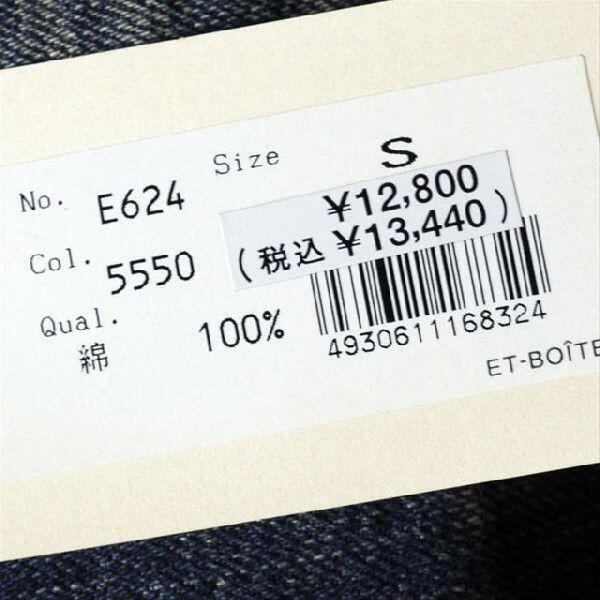 No. E624 Size S
¥12,800
Col. 5550 (税込 ¥13,440)
Qual.
綿 100%
4930611168324
ET-BOÎTE